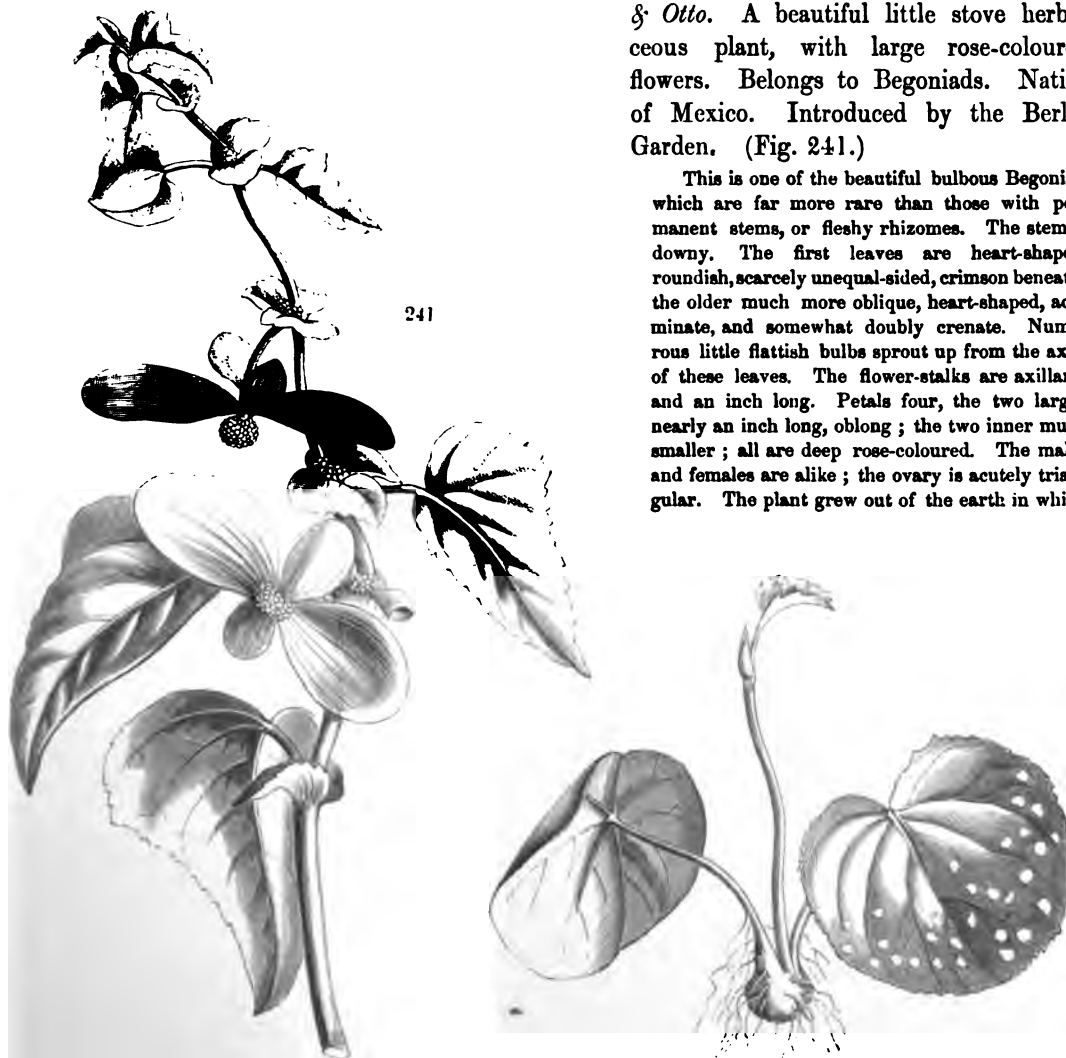 & Otto. A beautiful little stove herb
ceous plant, with large rose-colour
flowers. Belongs to Begoniads. Nati
of Mexico. Introduced by the Berl
Garden. (Fig. 241.)
This is one of the beautiful bulbous Begoni
which are far more rare than those with pe
manent stems, or fleshy rhizomes. The stem
downy. The first leaves are heart-shape
roundish, scarcely unequal-sided, crimson beneat
the older much more oblique, heart-shaped, ac
minate, and somewhat doubly crenate. Num
rous little flattish bulbs sprout up from the ax
of these leaves. The flower-stalks are axillar
and an inch long. Petals four, the two larg
nearly an inch long, oblong ; the two inner mu
smaller ; all are deep rose-coloured. The mal
and females are alike ; the ovary is acutely tria
gular. The plant grew out of the earth in whi
241